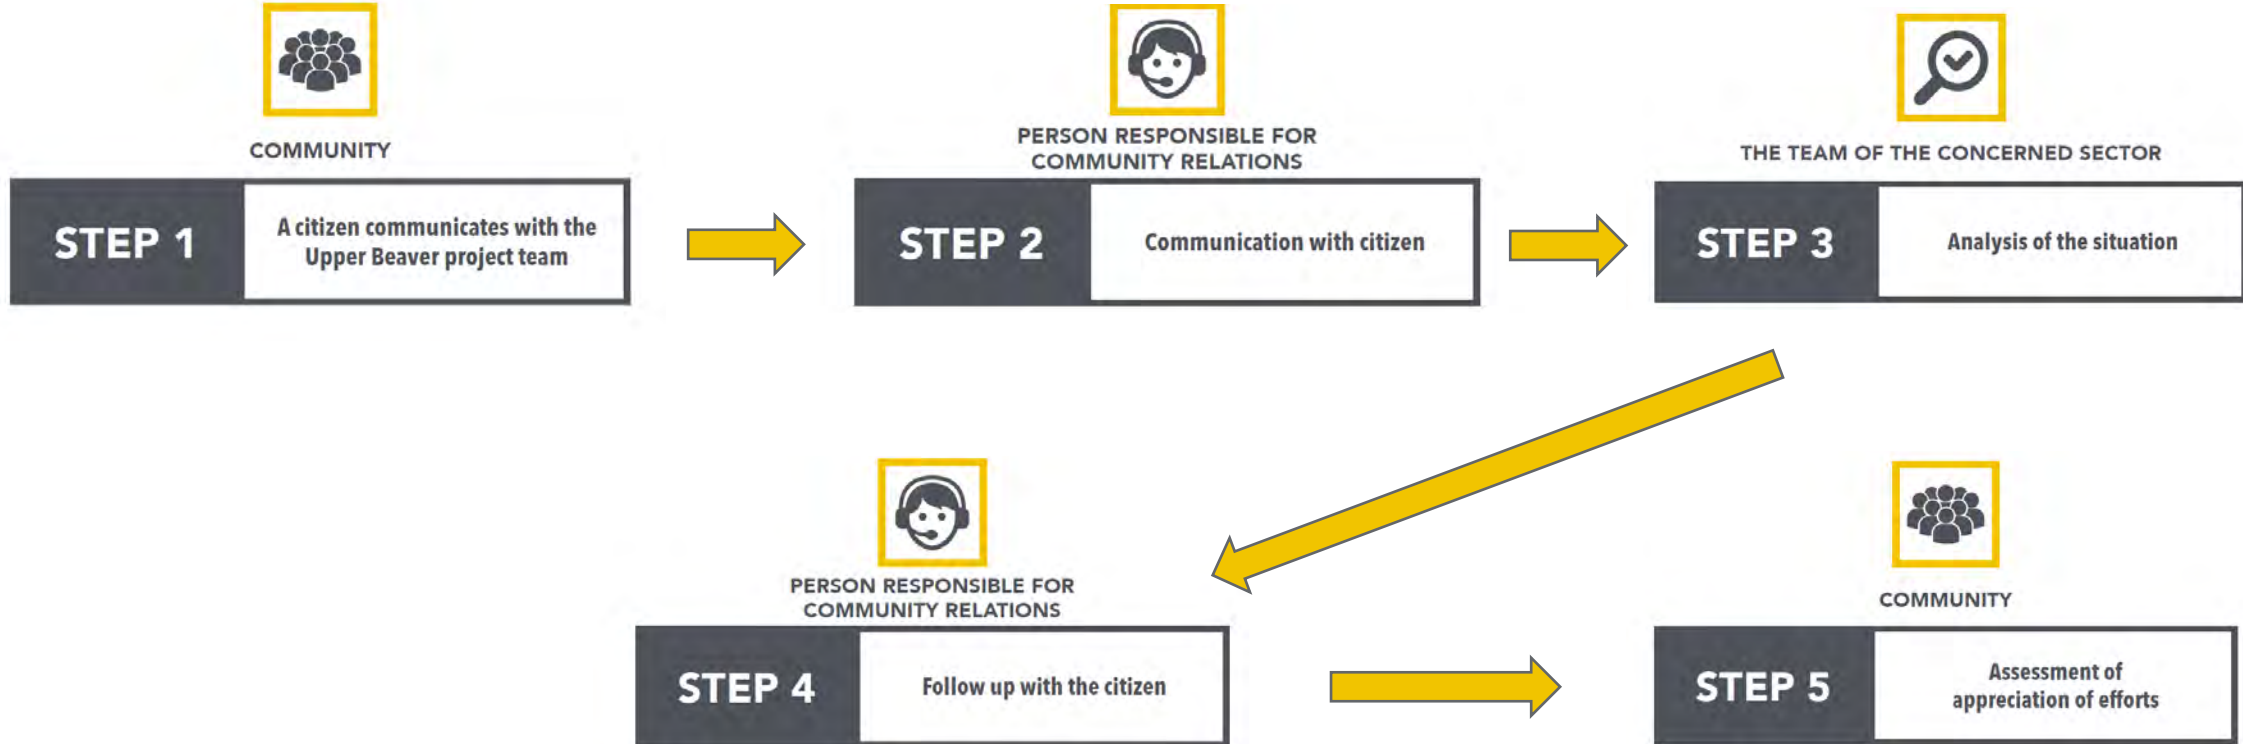 COMMUNITY
STEP 1
A citizen communicates with the
Upper Beaver project team
PERSON RESPONSIBLE FOR
COMMUNITY RELATIONS
STEP 2
Communication with citizen
THE TEAM OF THE CONCERNED SECTOR
STEP 3
Analysis of the situation
PERSON RESPONSIBLE FOR
COMMUNITY RELATIONS
STEP 4
Follow up with the citizen
COMMUNITY
STEP 5
Assessment of
appreciation of efforts